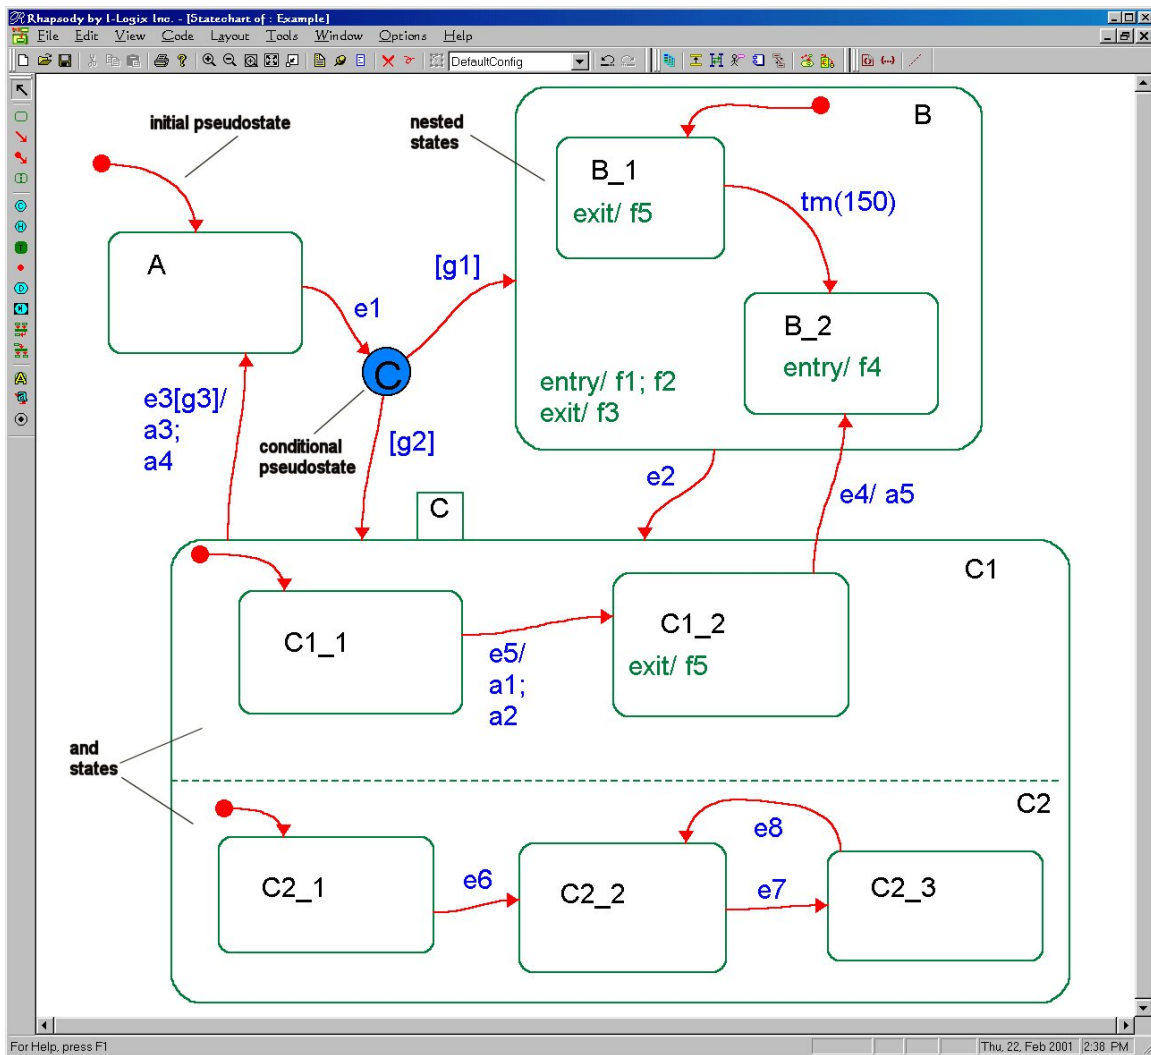 Rhapsody by I-Logix Inc. - [Statechart of : Example]
File Edit View Code Layout Tools Window Options Help
DefaultConfig
initial pseudostate
nested
states
B
B_1
exit/ f5
tm(150)
A
[g1]
e1
B_2
entry/ f4
C
entry/ f1; f2
exit/ f3
e3[g3]/
a3;
a4
conditional
pseudostate
[g2]
e2
e4/ a5
C
C1
C1_1
C1_2
exit/ f5
e5/
a1;
a2
and
states
C2
e8
C2_1
e6
C2_2
e7
C2_3
For Help, press F1
Thu, 22, Feb 2001
2:38 PM